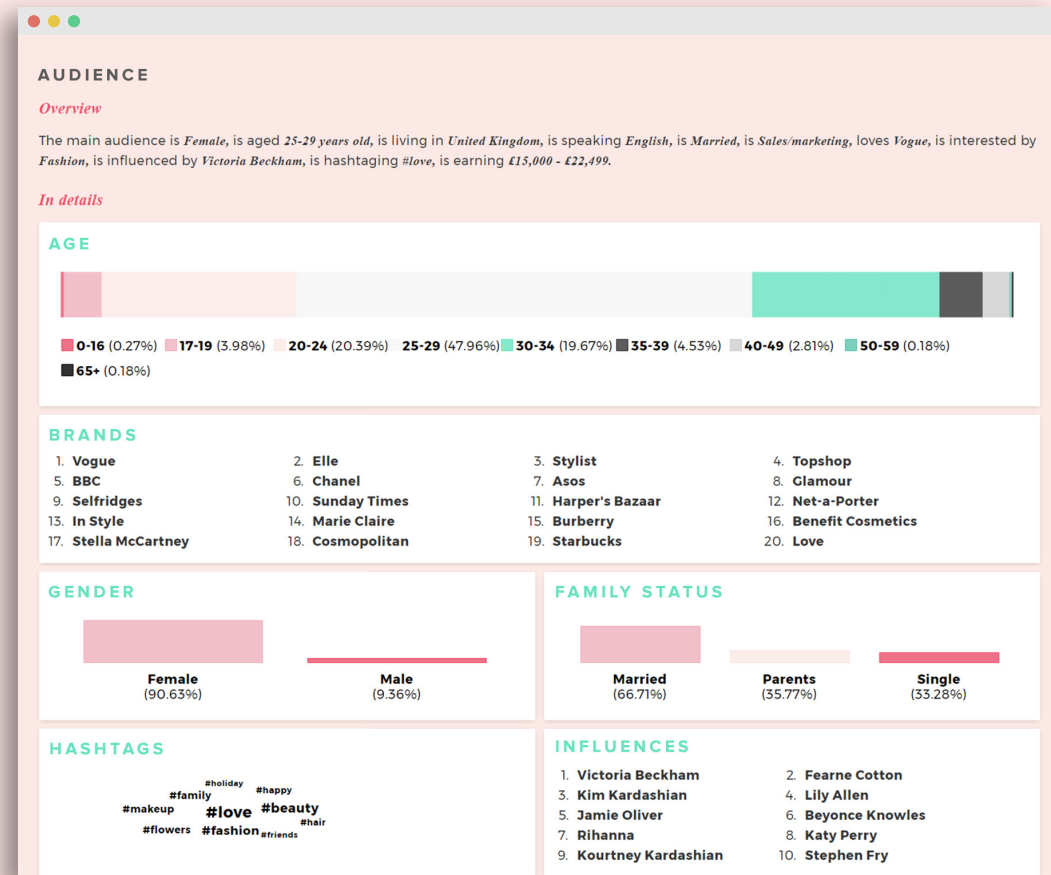 AUDIENCE
Overview
The main audience is Female, is aged 25-29 years old, is living in United Kingdom, is speaking English, is Married, is Sales/marketing, loves Vogue, is interested by
Fashion, is influenced by Victoria Beckham, is hashtaging #love, is earning £15,000 - £22,499.
In details
AGE
0-16 (0.27%) 17-19 (3.98%) 20-24 (20.39%) 25-29 (47.96%) 30-34 (19.67%) 35-39 (4.53%) 40-49 (2.81%) 50-59 (0.18%)
65+ (0.18%)
BRANDS
1. Vogue 2. Elle 3. Stylist 4. Topshop
5. BBC 6. Chanel 7. Asos 8. Glamour
9. Selfridges 10. Sunday Times 11. Harper's Bazaar 12. Net-a-Porter
13. In Style 14. Marie Claire 15. Burberry 16. Benefit Cosmetics
17. Stella McCartney 18. Cosmopolitan 19. Starbucks 20. Love
GENDER
Female Male
(90.63%) (9.36%)
FAMILY STATUS
Married Parents Single
(66.71%) (35.77%) (33.28%)
HASHTAGS
#holiday
#happy
#family
#makeup #love #beauty
#hair
#flowers #fashion #friends
INFLUENCES
1. Victoria Beckham 2. Fearne Cotton
3. Kim Kardashian 4. Lily Allen
5. Jamie Oliver 6. Beyonce Knowles
7. Rihanna 8. Katy Perry
9. Kourtney Kardashian 10. Stephen Fry